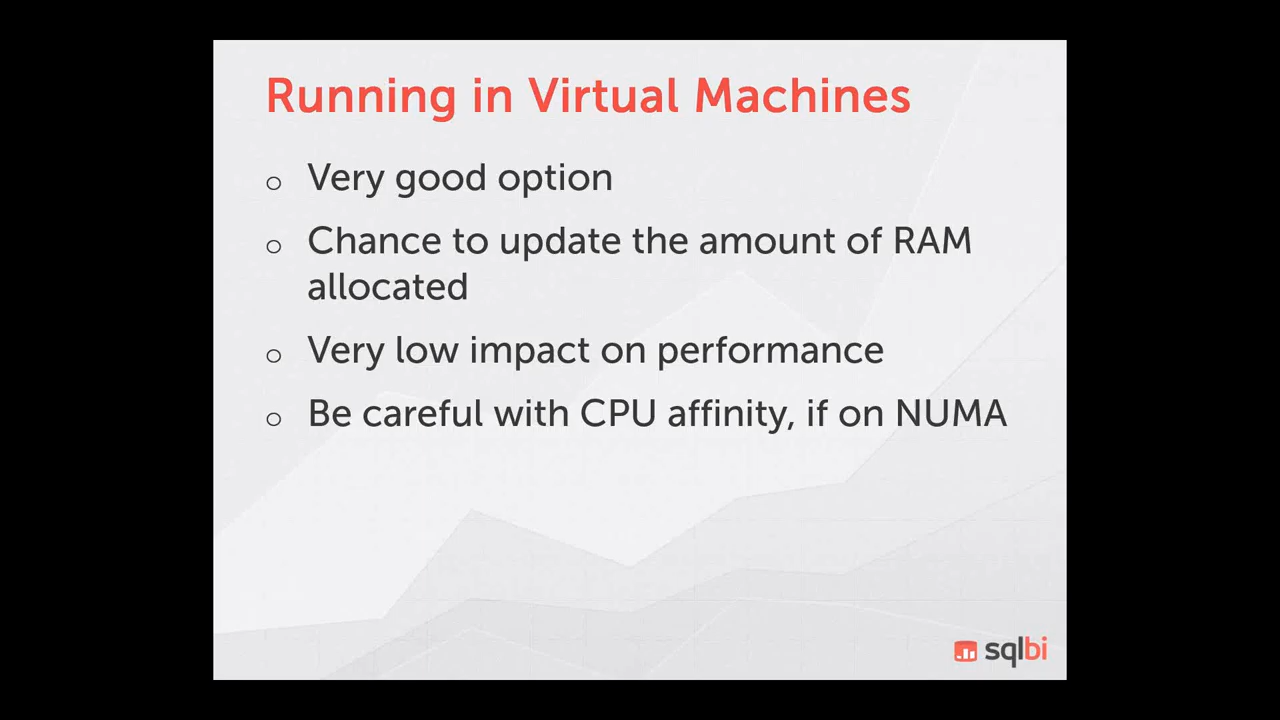 Running in Virtual Machines
o Very good option
o Chance to update the amount of RAM
allocated
o Very low impact on performance
o Be careful with CPU affinity, if on NUMA
sqlbi